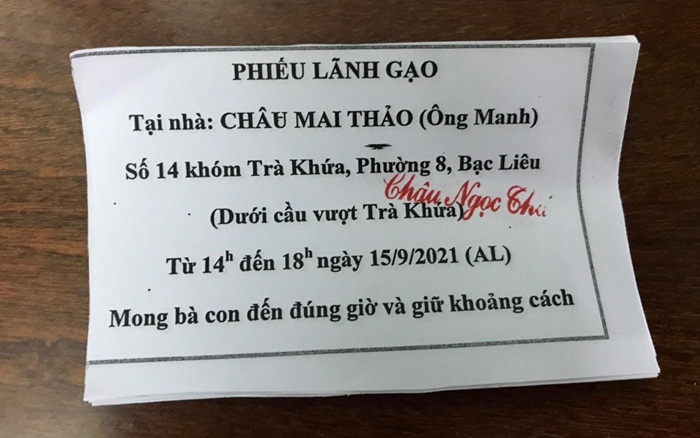 PHIẾU LÃNH GẠO
Tại nhà: CHÂU MAI THẢO (Ông Manh)
Số 14 khóm Trà Khứa, Phường 8, Bạc Liêu
Châu Ngọc Thui
(Dưới cầu vượt Trà Khứa)
Từ 14h đến 18h ngày 15/9/2021 (AL)
Mong bà con đến đúng giờ và giữ khoảng cách